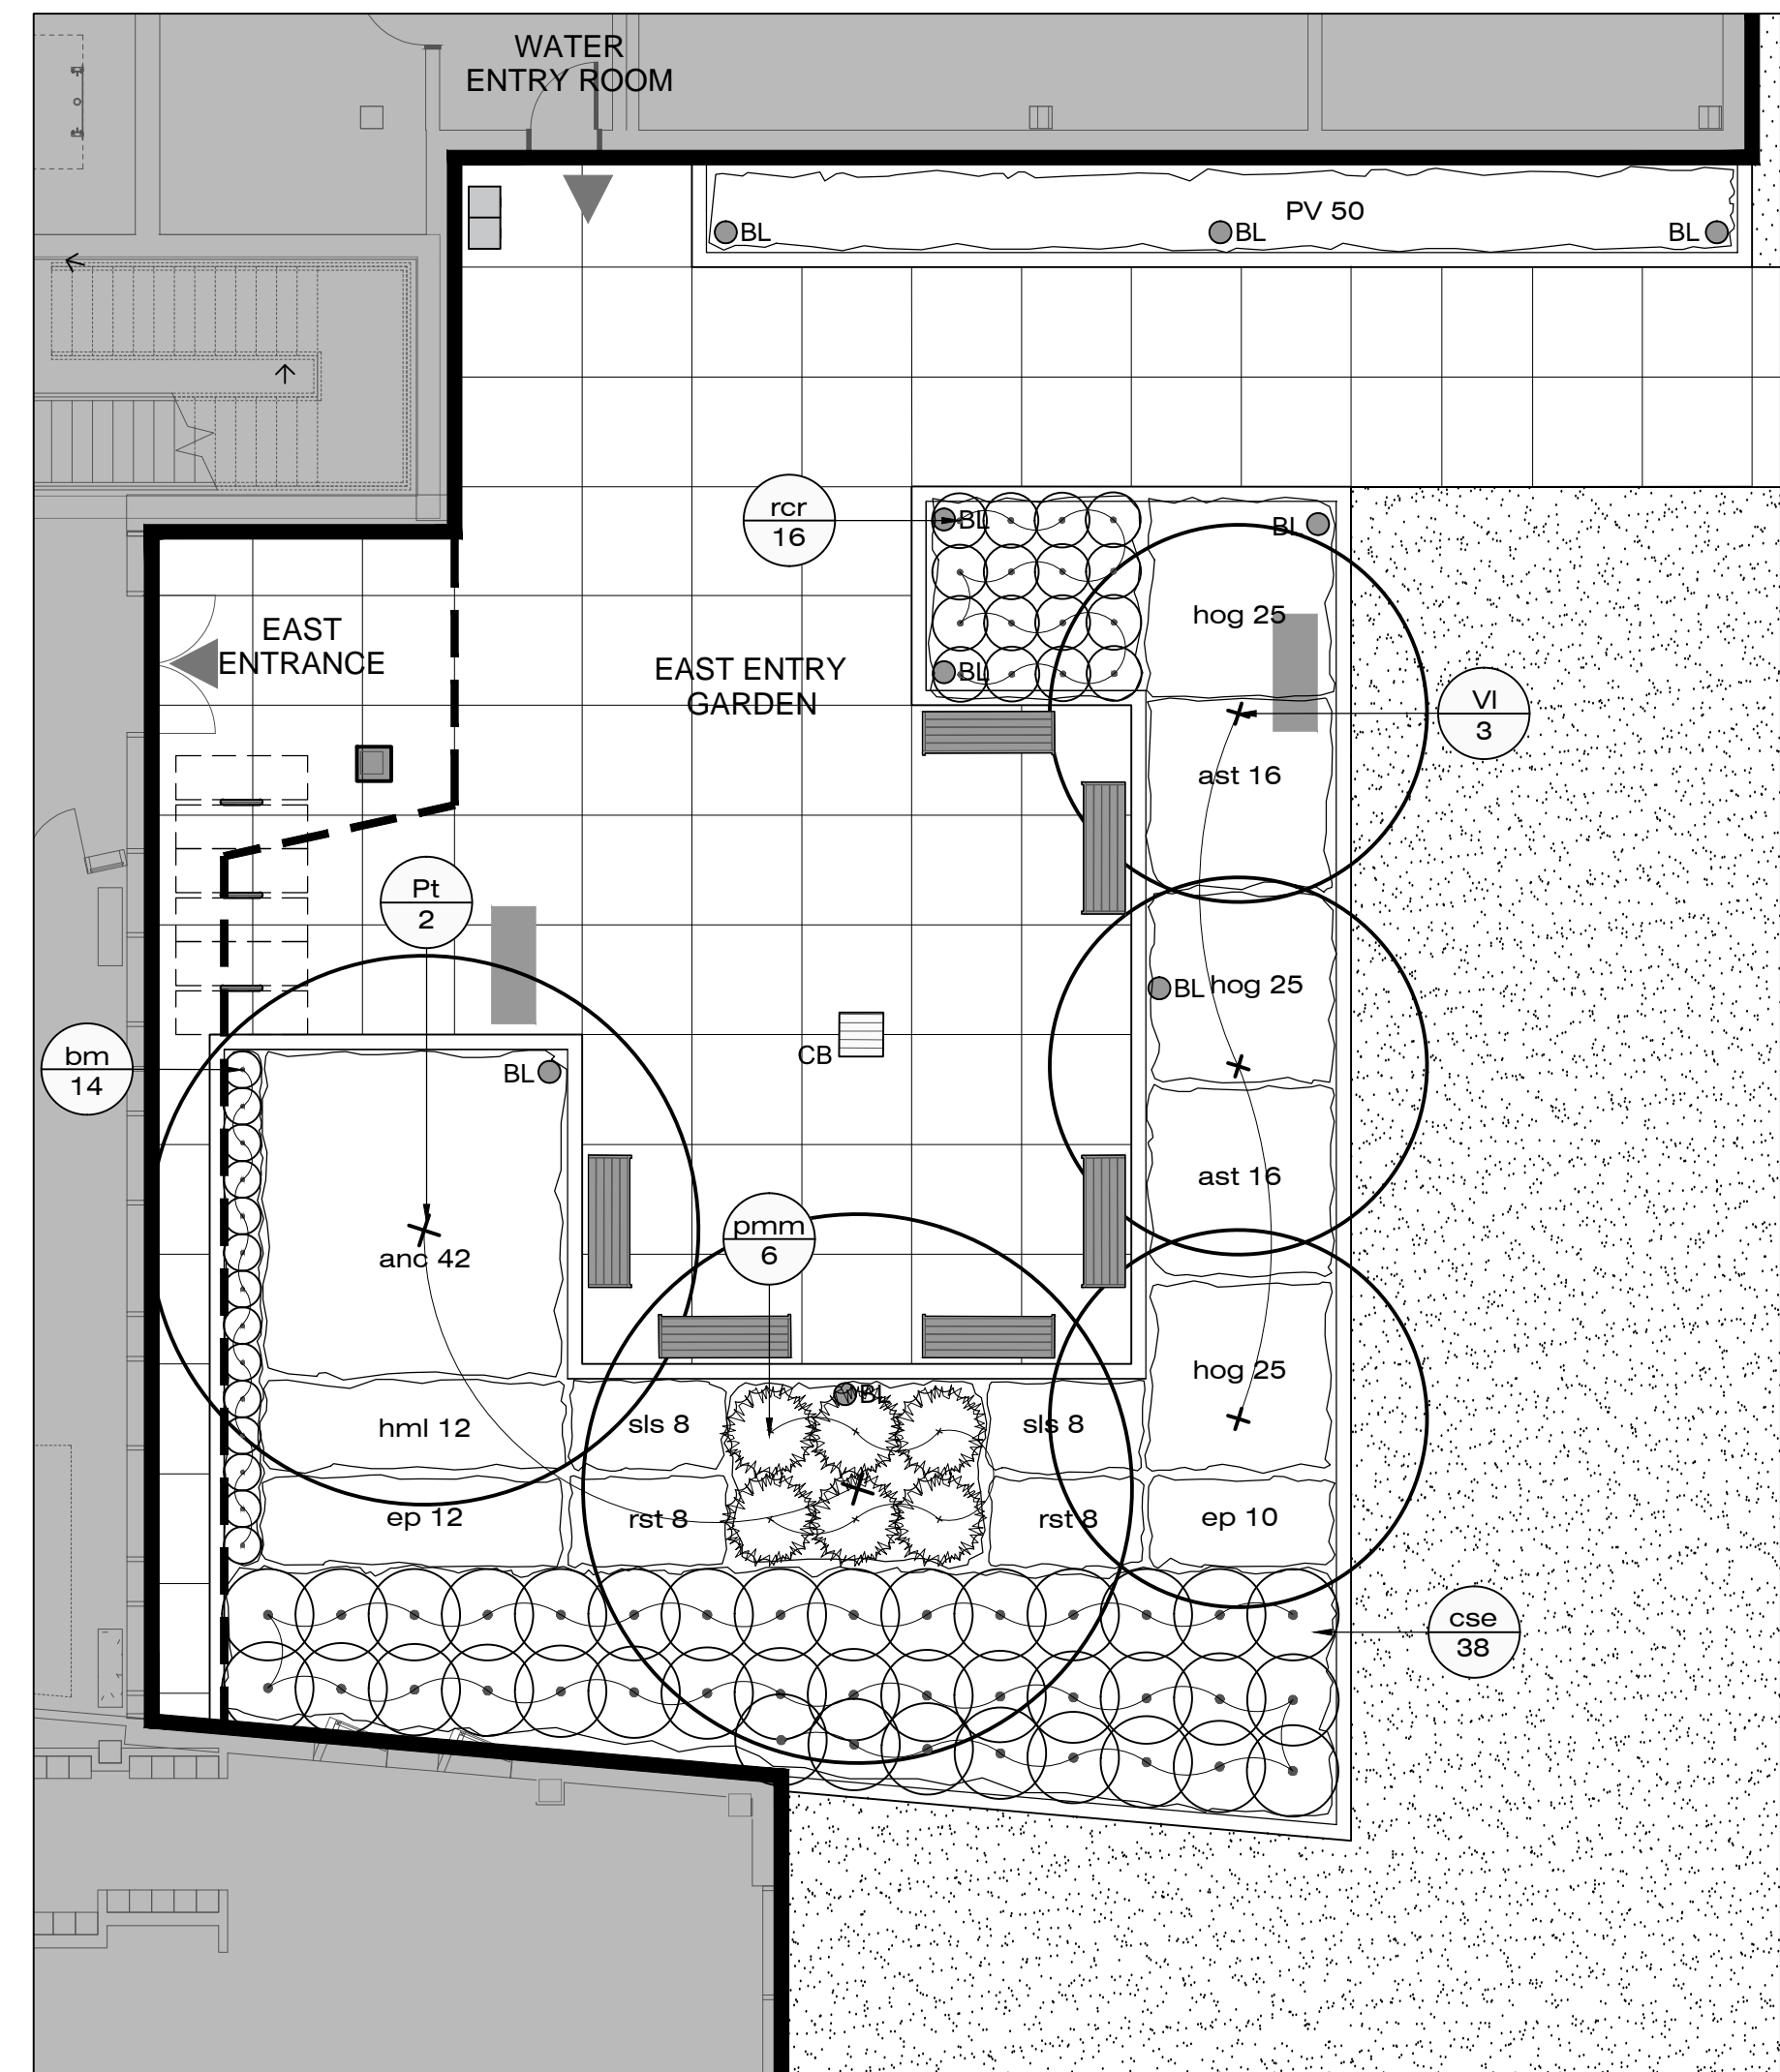 WATER
ENTRY ROOM
PV 50
BL
BL
BL
rcr
16
BL
BL
hog 25
EAST
ENTRANCE
EAST ENTRY
GARDEN
BL
VI
3
ast 16
Pt
2
BL
hog 25
CB
bm
14
BL
ast 16
pmm
6
anc 42
hog 25
BL
hml 12
sls 8
sls 8
ep 12
rst 8
rst 8
ep 10
cse
38